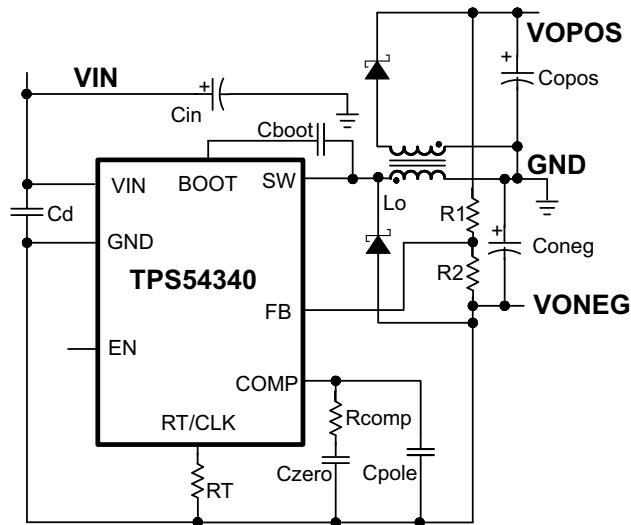 VOPOS
VIN
+
Copos
+
Cin
Cboot
GND
VIN
BOOT
SW
Lo
R1
Cd
GND
+
Coneg
R2
TPS54340
FB
VONEG
EN
COMP
Rcomp
RT/CLK
Czero
Cpole
RT